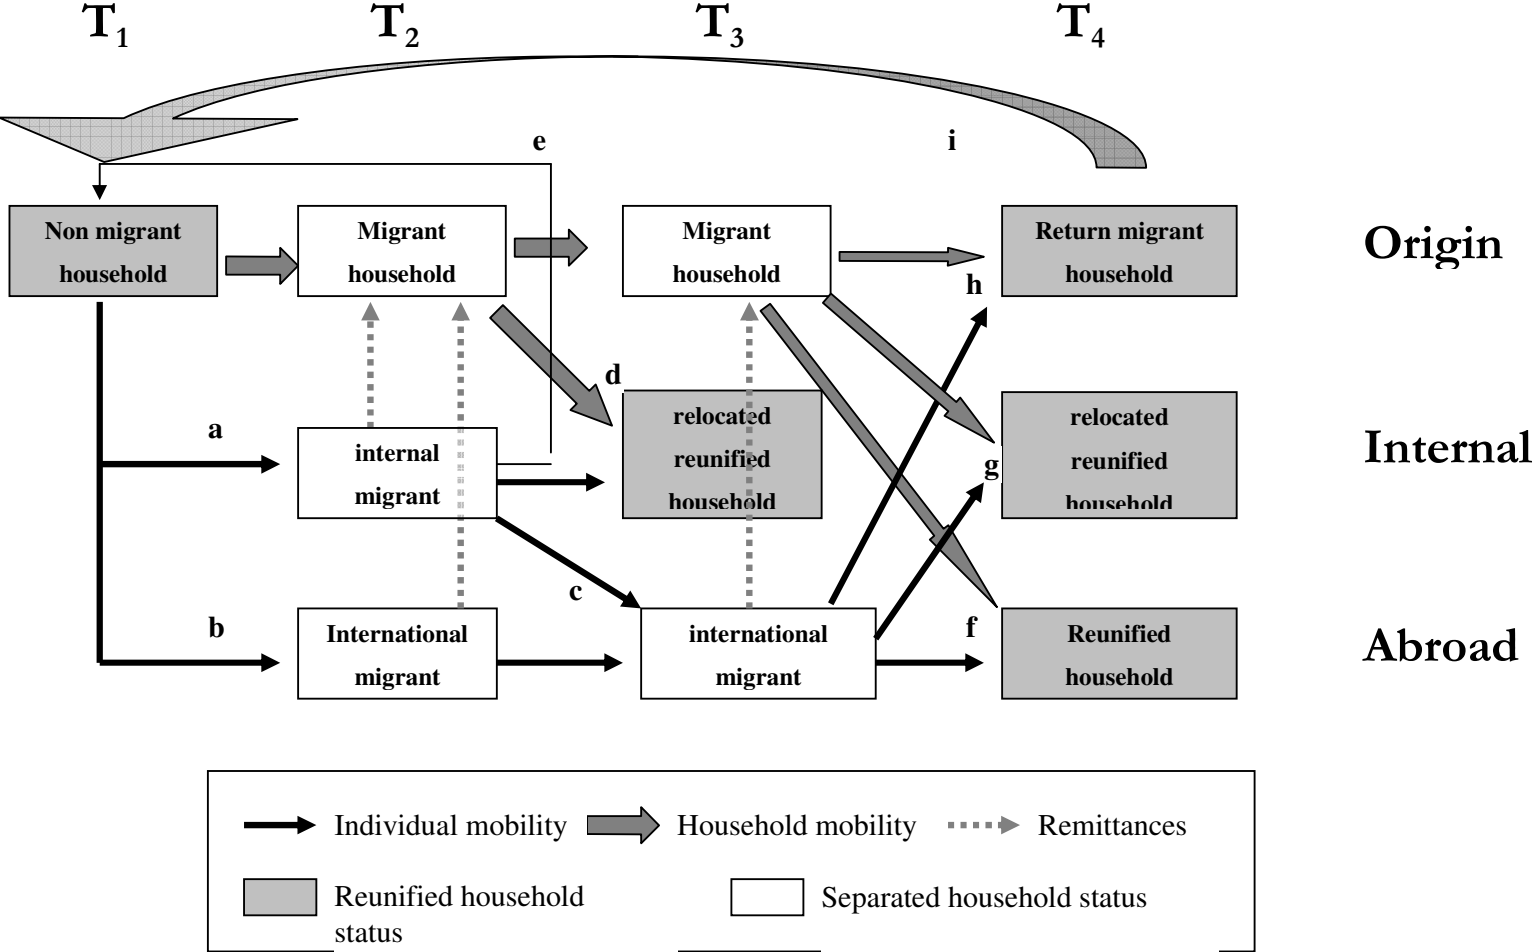 T1 T2 T3 T4
e i
Non migrant
household
Migrant
household
Migrant
household
Return migrant
household
Origin
h
d
a
internal
migrant
relocated
reunified
household
relocated
reunified
household
g
Internal
c
b
International
migrant
international
migrant
f
Reunified
household
Abroad
Individual mobility Household mobility Remittances
Reunified household
status
Separated household status